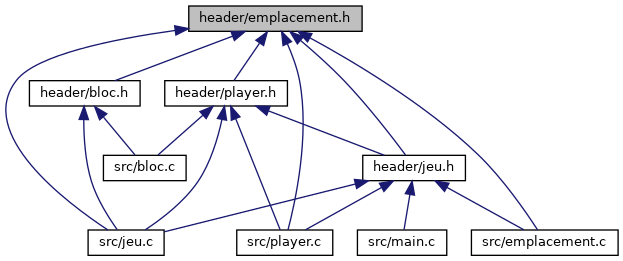 header/emplacement.h
header/bloc.h
header/player.h
src/bloc.c
header/jeu.h
src/jeu.c
src/player.c
src/main.c
src/emplacement.c